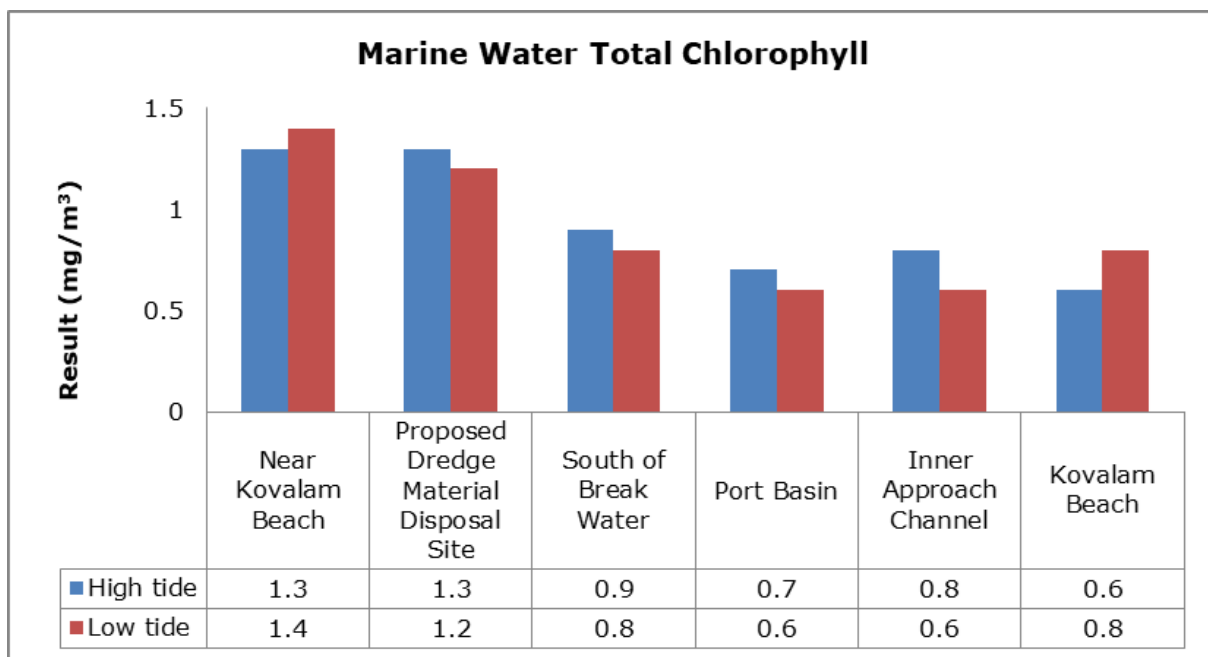 Marine Water Total Chlorophyll
Result (mg/m³)
1.5
1
0.5
0
Near
Kovalam
Beach
Proposed
Dredge
Material
Disposal
Site
South of
Break
Water
Port Basin
Inner
Approach
Channel
Kovalam
Beach
High tide 1.3 1.3 0.9 0.7 0.8 0.6
Low tide 1.4 1.2 0.8 0.6 0.6 0.8